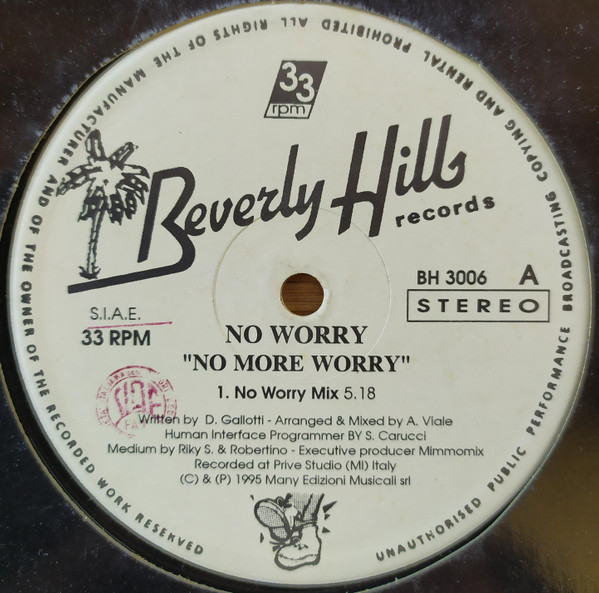 ALL RIGHTS OF THE MANUFACTURER AND OF THE OWNER OF THE RECORDED WORK RESERVED
UNAUTHORISED PUBLIC PERFORMANCE BROADCASTING COPYING AND RENTAL PROHIBITED
33
rpm
Beverly Hills
records
BH 3006 A
STEREO
S.I.A.E.
33 RPM
NO WORRY
"NO MORE WORRY"
1. No Worry Mix 5.18
Written by D. Gallotti - Arranged & Mixed by A. Viale
Human Interface Programmer BY S. Carucci
Medium by Riky S. & Robertino - Executive producer Mimmomix
Recorded at Prive Studio (MI) Italy
(C) & (P) 1995 Many Edizioni Musicali srl